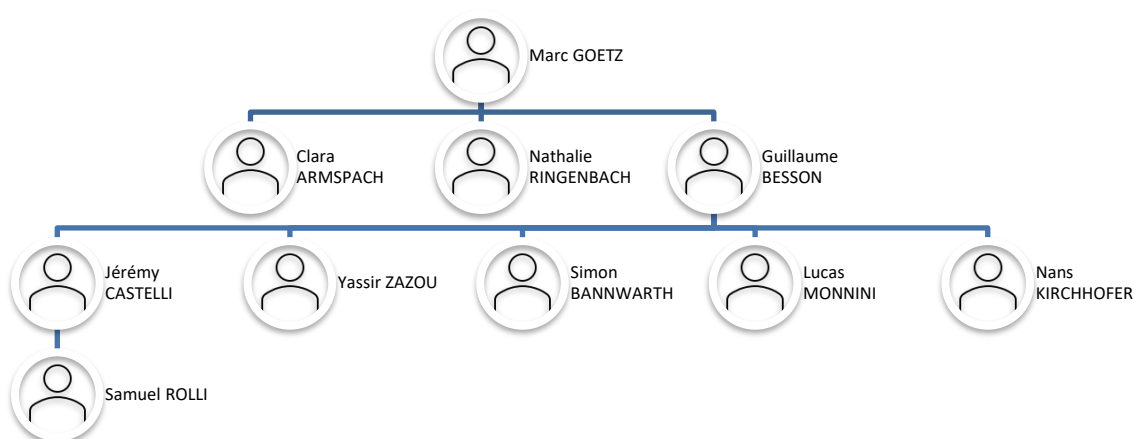 Marc GOETZ
Clara
ARMSPACH
Nathalie
RINGENBACH
Guillaume
BESSON
Jérémy
CASTELLI
Yassir ZAZOU
Simon
BANNWARTH
Lucas
MONNINI
Nans
KIRCHHOFER
Samuel ROLLI